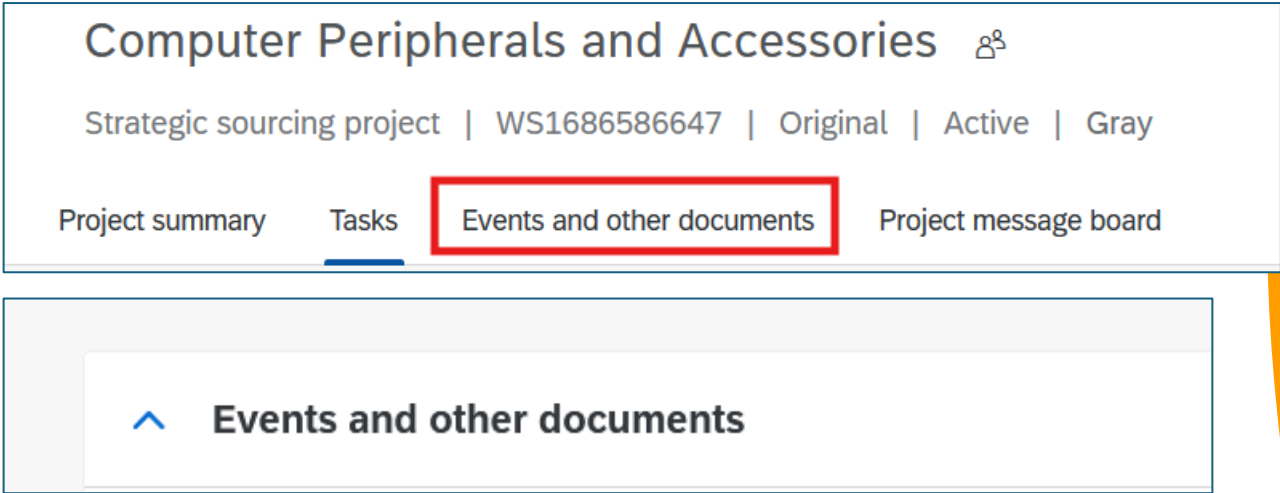 Computer Peripherals and Accessories
Strategic sourcing project | WS1686586647 | Original | Active | Gray
Project summary Tasks Events and other documents Project message board
Events and other documents